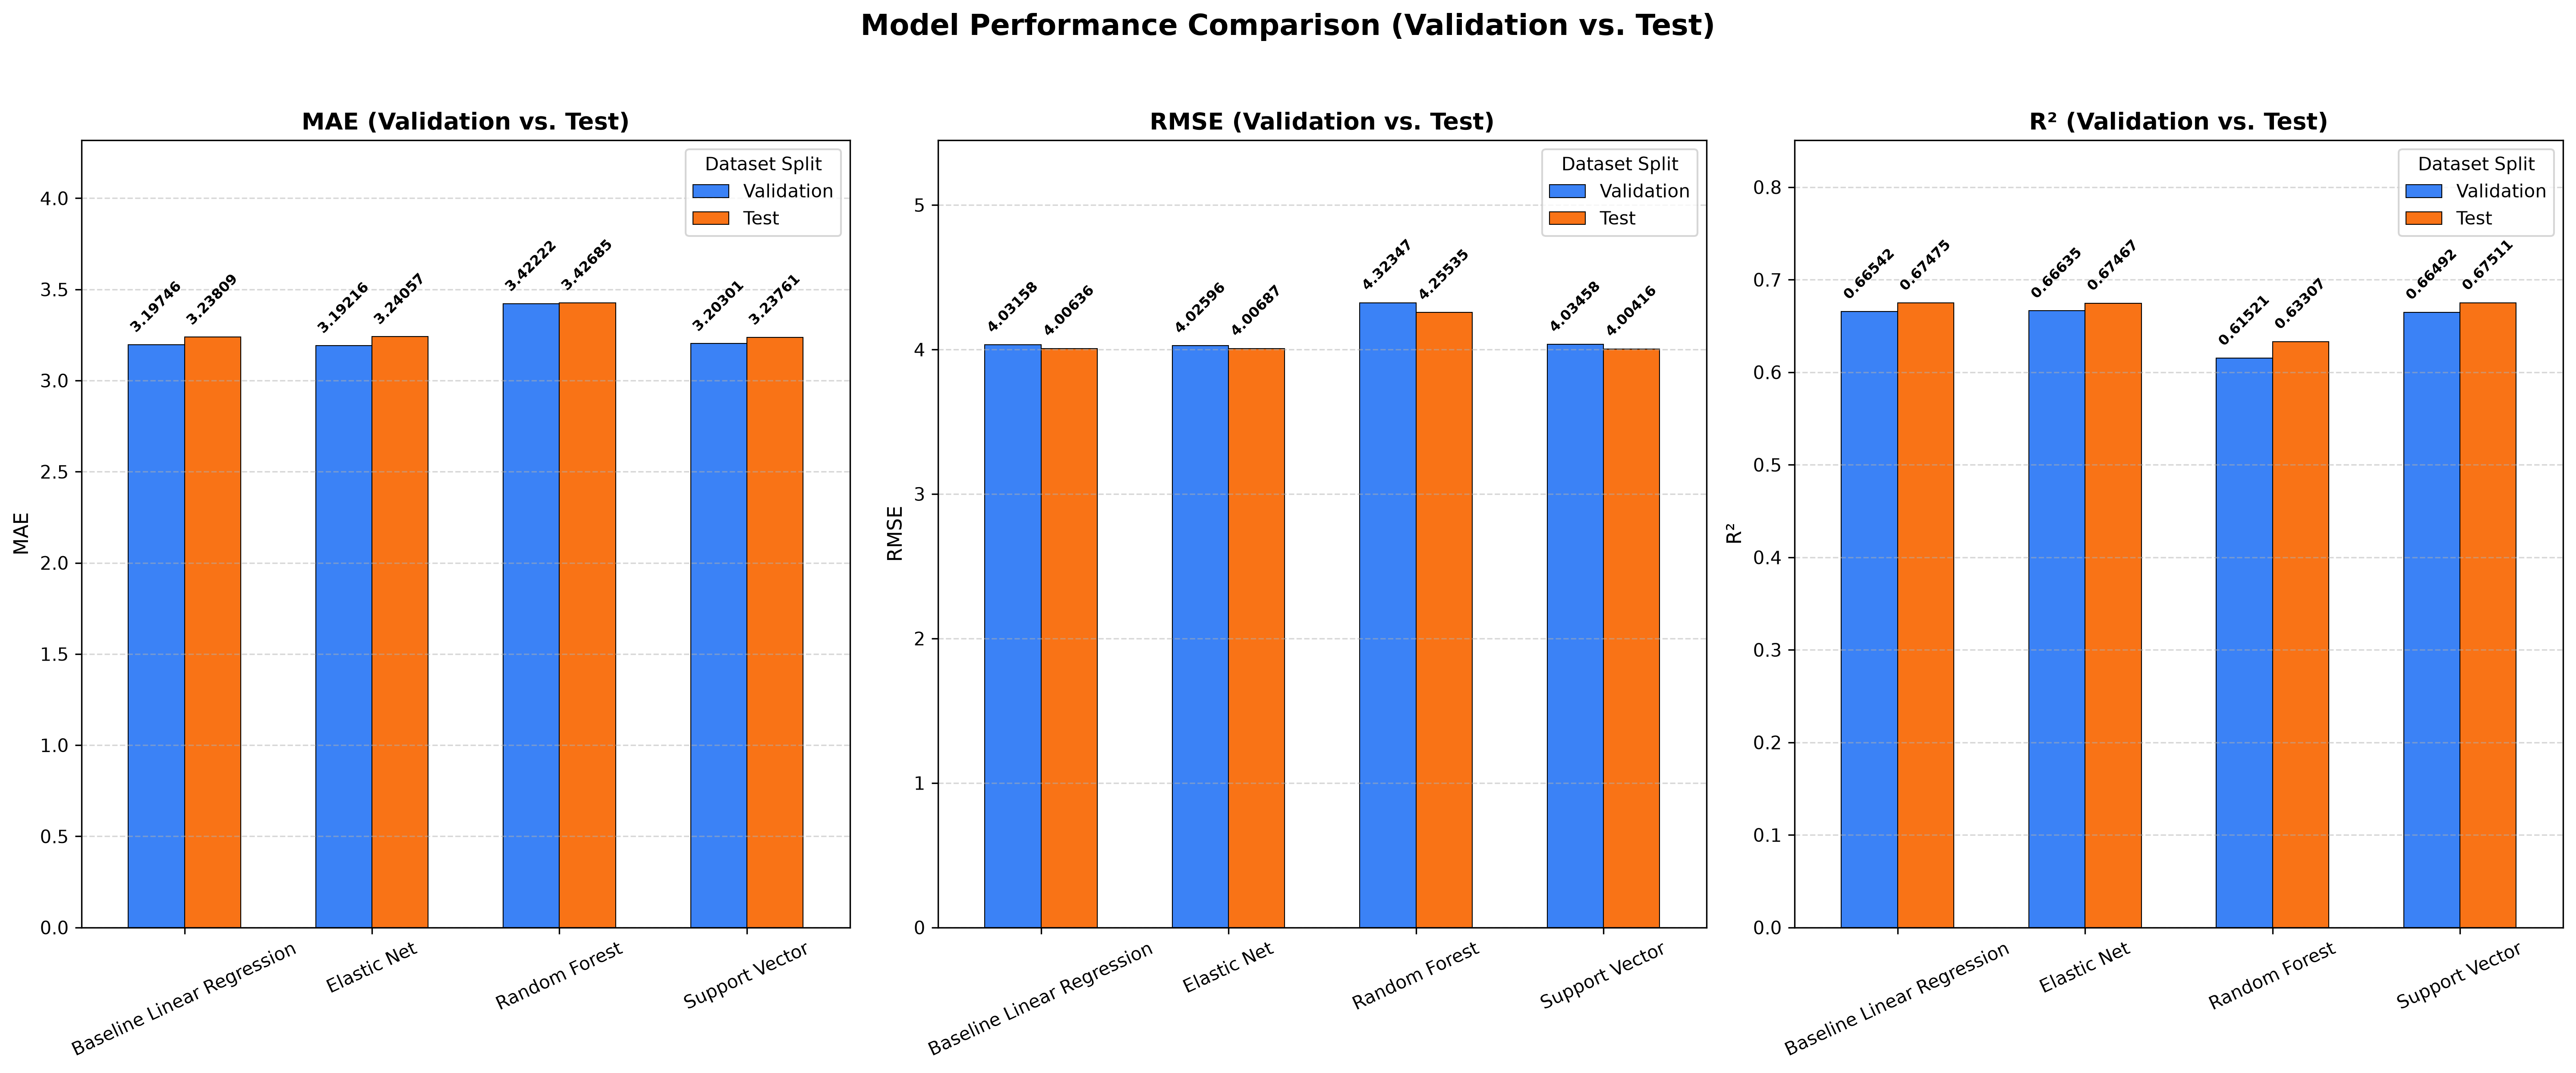 Model Performance Comparison (Validation vs. Test)
MAE (Validation vs. Test)
Dataset Split
Validation
Test
MAE
4.0
3.5
3.0
2.5
2.0
1.5
1.0
0.5
0.0
3.19746
3.23809
3.19216
3.24057
3.42222
3.42685
3.20301
3.23761
Baseline Linear Regression
Elastic Net
Random Forest
Support Vector
RMSE (Validation vs. Test)
Dataset Split
Validation
Test
RMSE
5
4
3
2
1
0
4.03158
4.00636
4.02596
4.00687
4.32347
4.25535
4.03458
4.00416
Baseline Linear Regression
Elastic Net
Random Forest
Support Vector
R² (Validation vs. Test)
Dataset Split
Validation
Test
R²
0.8
0.7
0.6
0.5
0.4
0.3
0.2
0.1
0.0
0.66542
0.67475
0.66635
0.67467
0.61521
0.63307
0.66492
0.67511
Baseline Linear Regression
Elastic Net
Random Forest
Support Vector